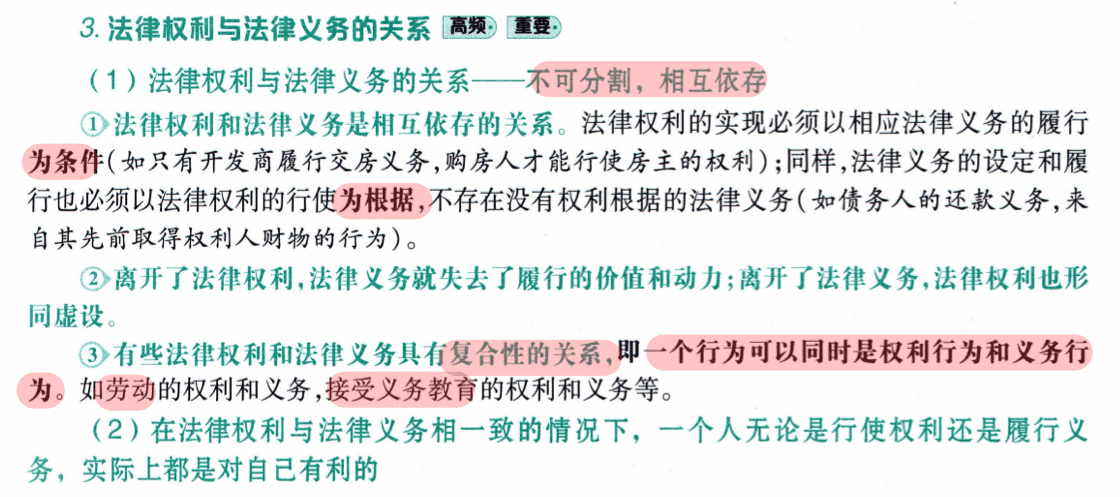 3. 法律权利与法律义务的关系 高频 重要
（1）法律权利与法律义务的关系——不可分割，相互依存
①法律权利和法律义务是相互依存的关系。法律权利的实现必须以相应法律义务的履行
为条件(如只有开发商履行交房义务,购房人才能行使房主的权利);同样,法律义务的设定和履
行也必须以法律权利的行使为根据,不存在没有权利根据的法律义务(如债务人的还款义务,来
自其先前取得权利人财物的行为)。
②离开了法律权利,法律义务就失去了履行的价值和动力;离开了法律义务,法律权利也形
同虚设。
③有些法律权利和法律义务具有复合性的关系,即一个行为可以同时是权利行为和义务行
为。如劳动的权利和义务,接受义务教育的权利和义务等。
（2）在法律权利与法律义务相一致的情况下，一个人无论是行使权利还是履行义
务，实际上都是对自己有利的